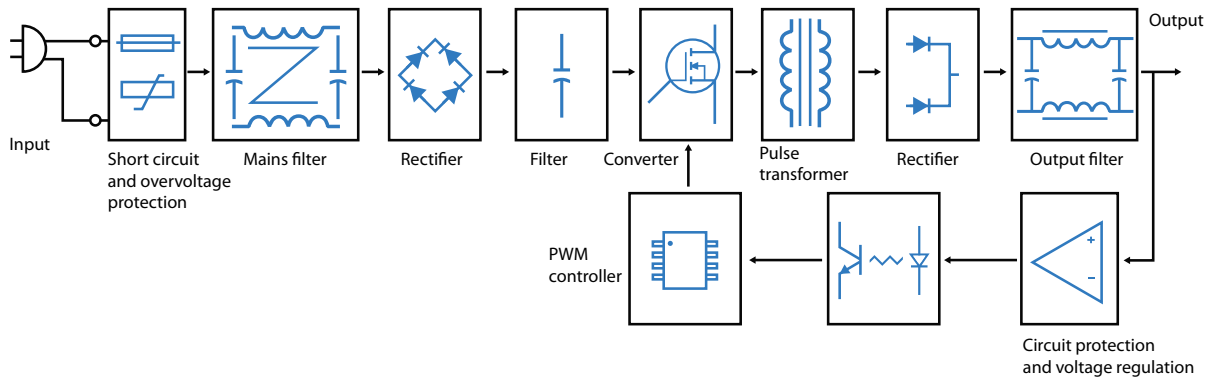 Output
Input
Short circuit
and overvoltage
protection
Mains filter
Rectifier
Filter
Converter
Pulse
transformer
Rectifier
Output filter
PWM
controller
+
-
Circuit protection
and voltage regulation